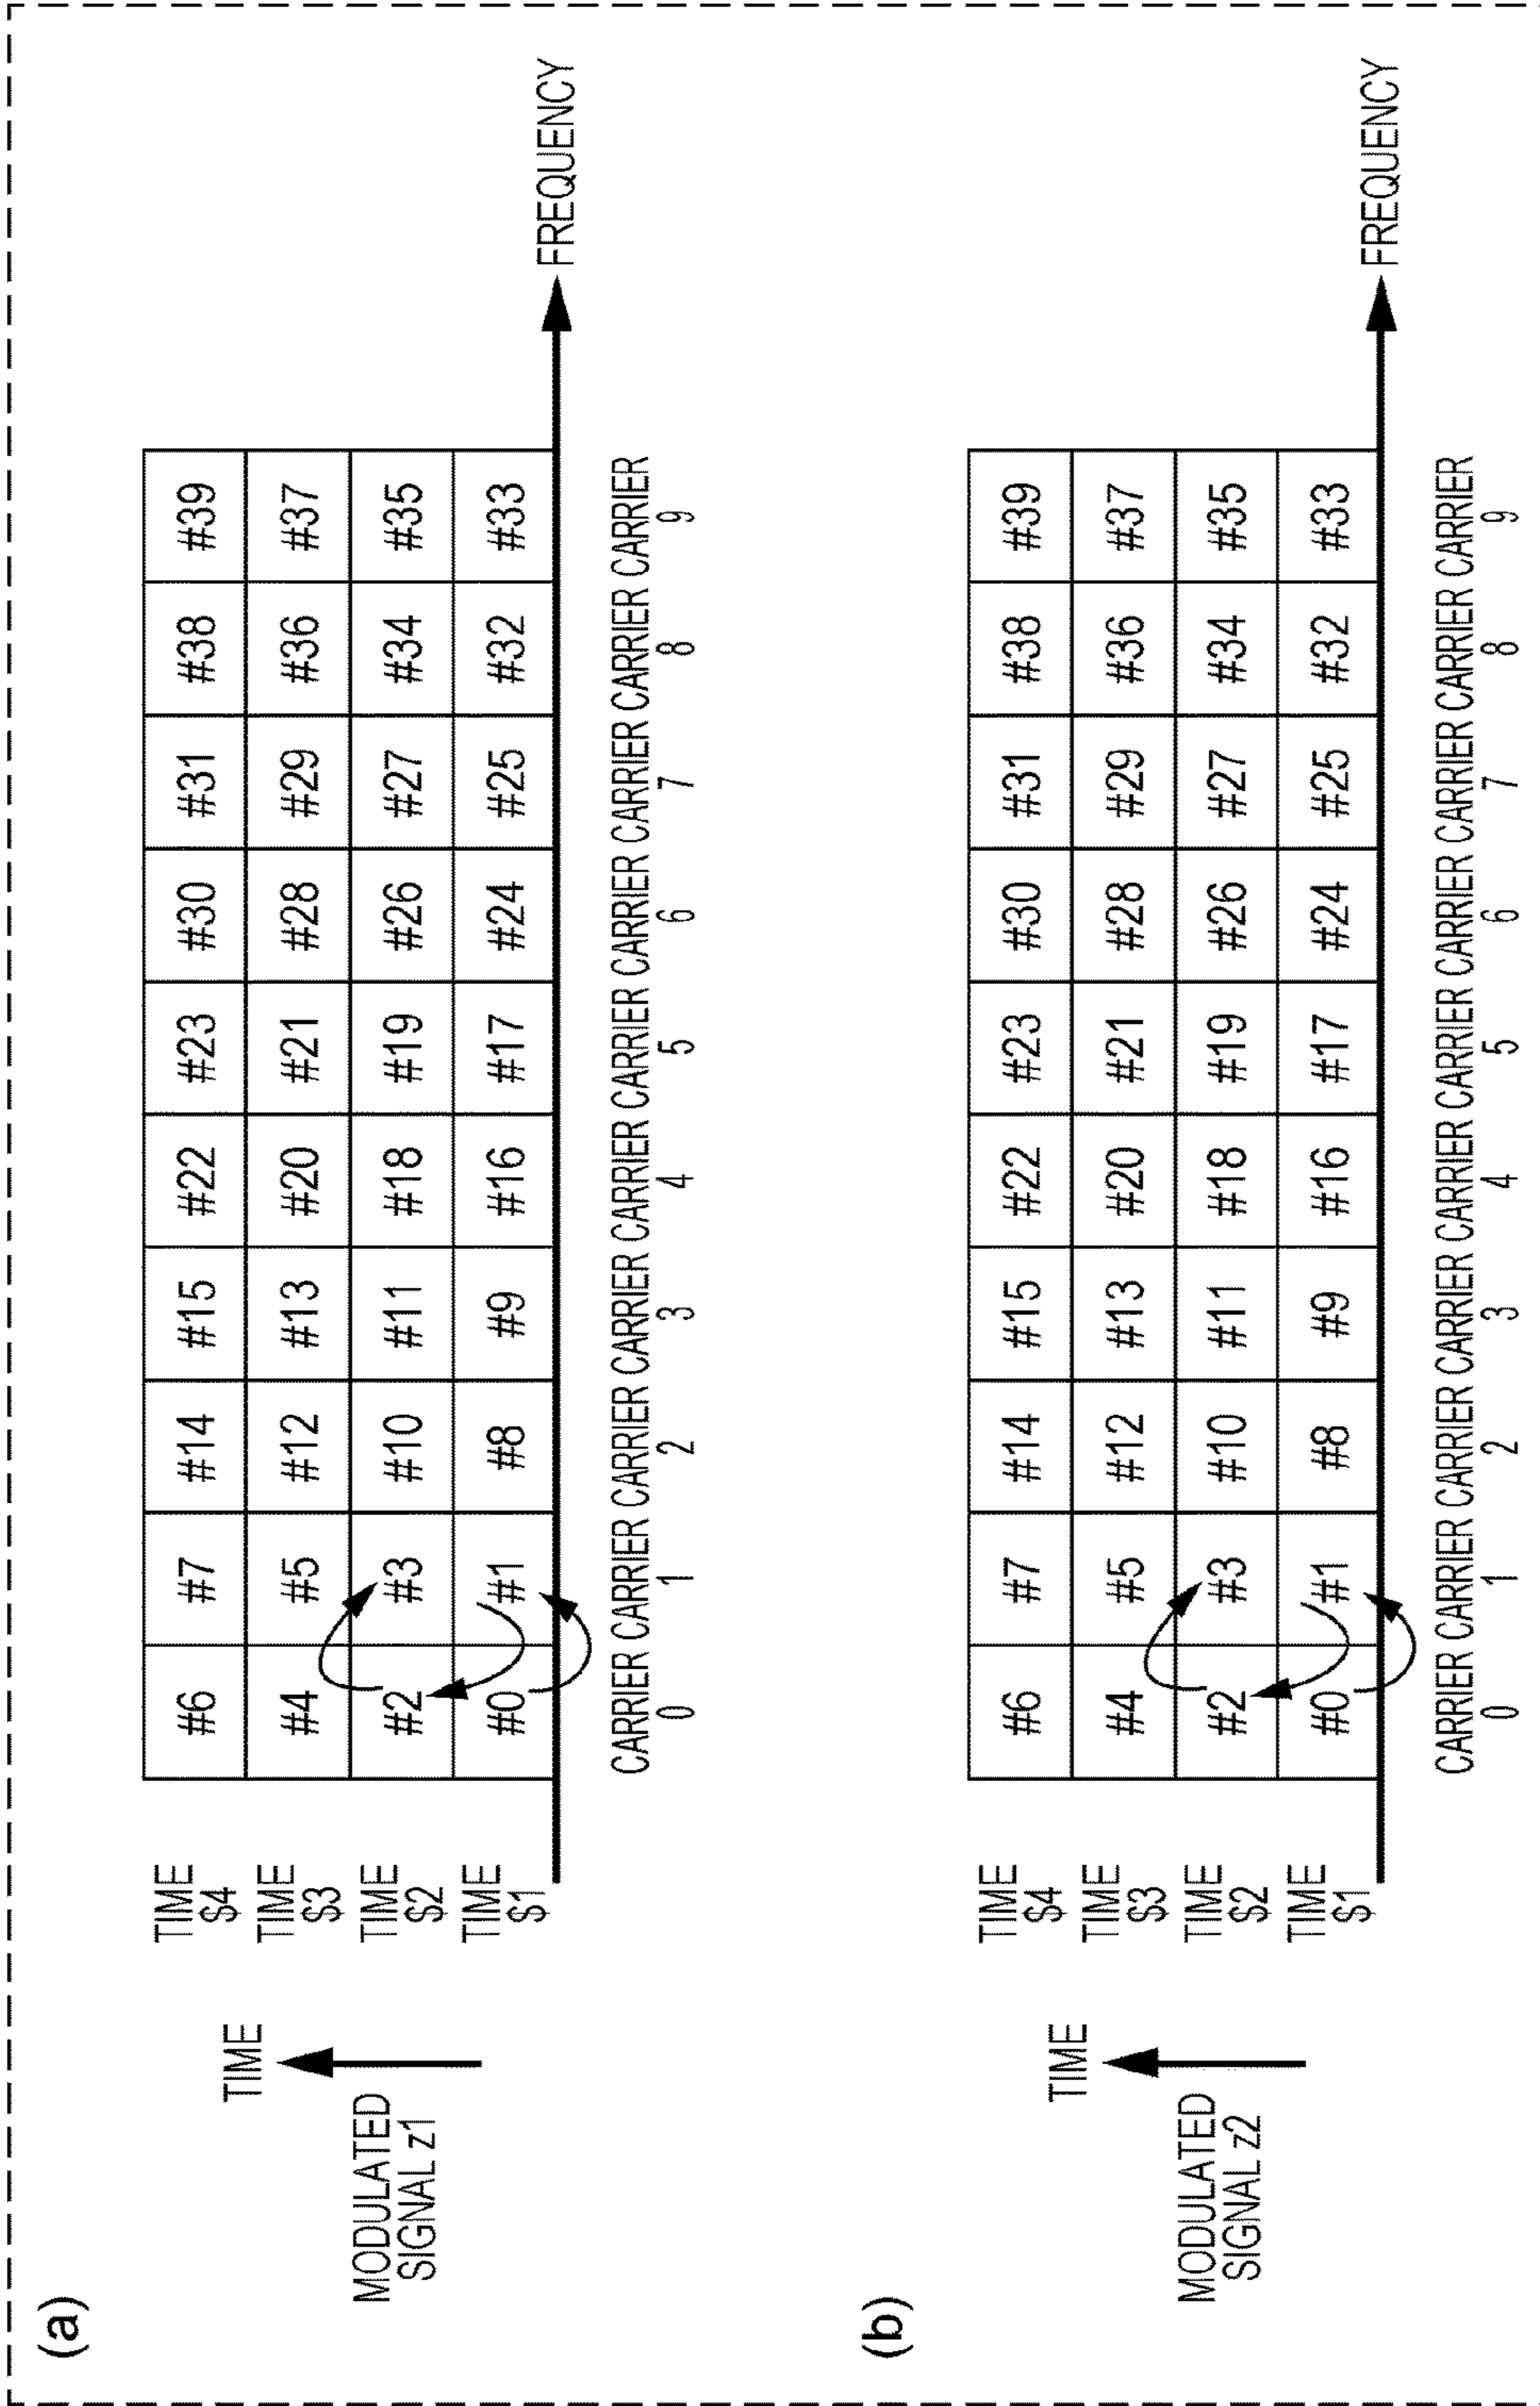 (a)
MODULATED
SIGNAL z1
TIME
TIME
$4
#6 #7 #14 #15 #22 #23 #30 #31 #38 #39
TIME
$3
#4 #5 #12 #13 #20 #21 #28 #29 #36 #37
TIME
$2
#2 #3 #10 #11 #18 #19 #26 #27 #34 #35
TIME
$1
#0 #1 #8 #9 #16 #17 #24 #25 #32 #33
FREQUENCY
CARRIER CARRIER CARRIER CARRIER CARRIER CARRIER CARRIER CARRIER CARRIER CARRIER
0 1 2 3 4 5 6 7 8 9
(b)
MODULATED
SIGNAL z2
TIME
TIME
$4
#6 #7 #14 #15 #22 #23 #30 #31 #38 #39
TIME
$3
#4 #5 #12 #13 #20 #21 #28 #29 #36 #37
TIME
$2
#2 #3 #10 #11 #18 #19 #26 #27 #34 #35
TIME
$1
#0 #1 #8 #9 #16 #17 #24 #25 #32 #33
FREQUENCY
CARRIER CARRIER CARRIER CARRIER CARRIER CARRIER CARRIER CARRIER CARRIER CARRIER
0 1 2 3 4 5 6 7 8 9